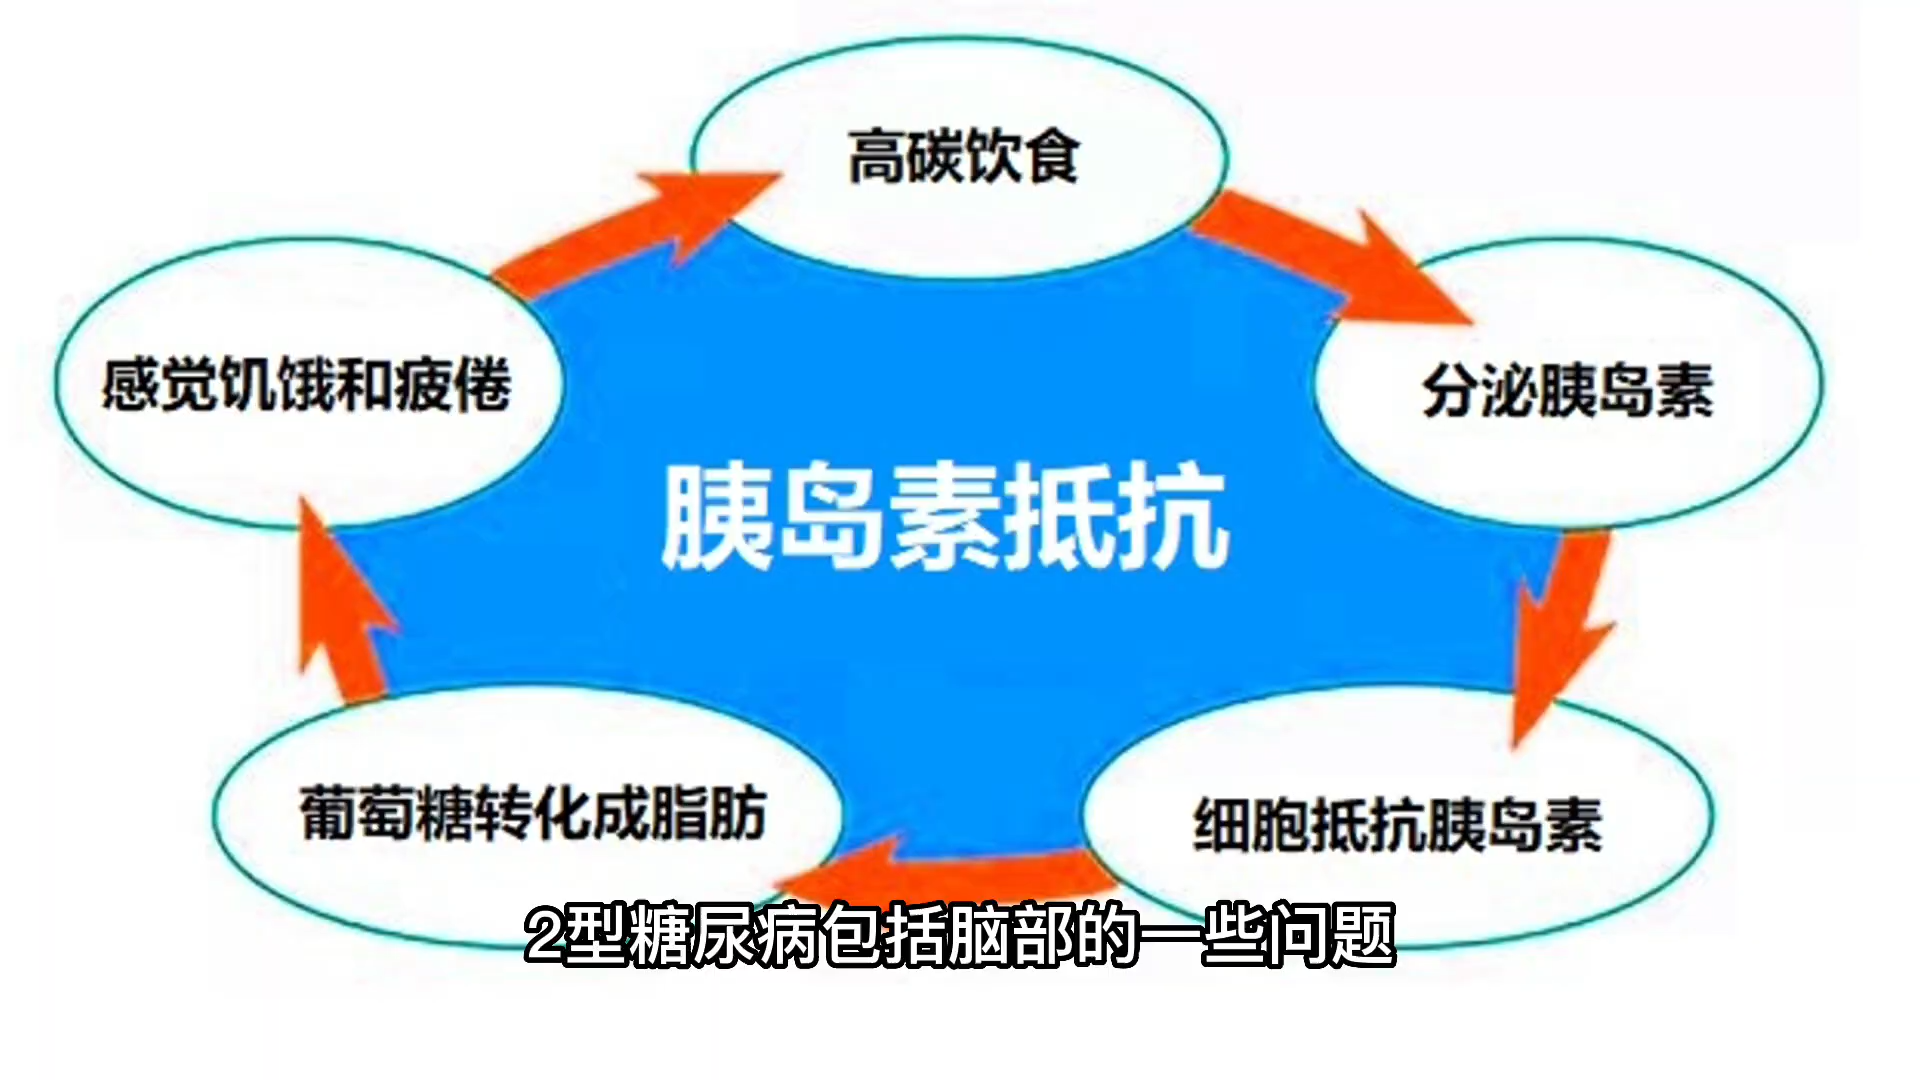 高碳饮食
感觉饥饿和疲倦
分泌胰岛素
胰岛素抵抗
葡萄糖转化成脂肪
细胞抵抗胰岛素
2型糖尿病包括脑部的一些问题